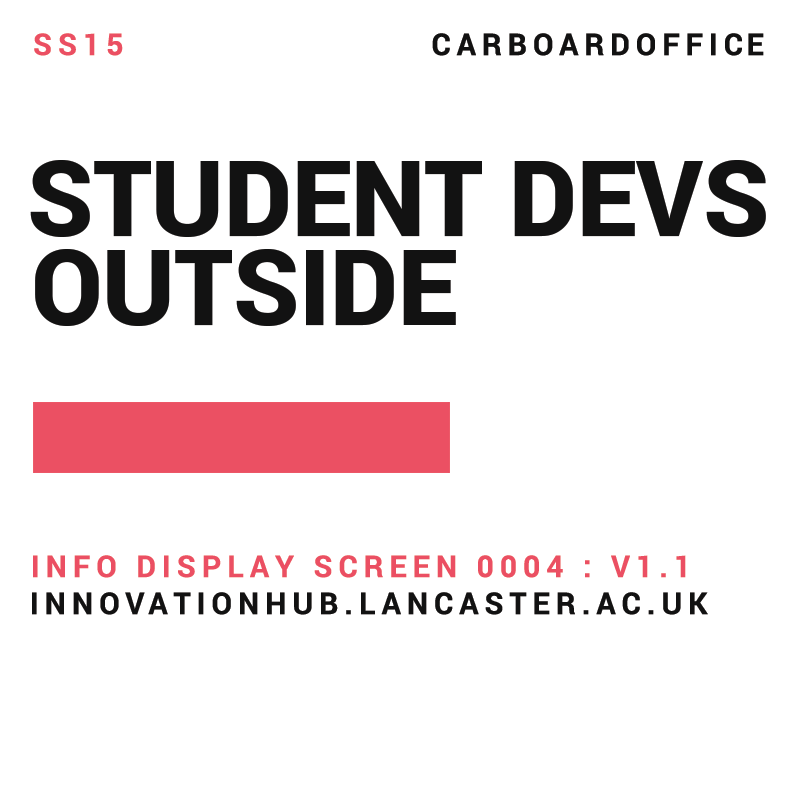 SS15 CARBOARDOFFICE
STUDENT DEVS
OUTSIDE
INFO DISPLAY SCREEN 0004 : V1.1
INNOVATIONHUB.LANCASTER.AC.UK